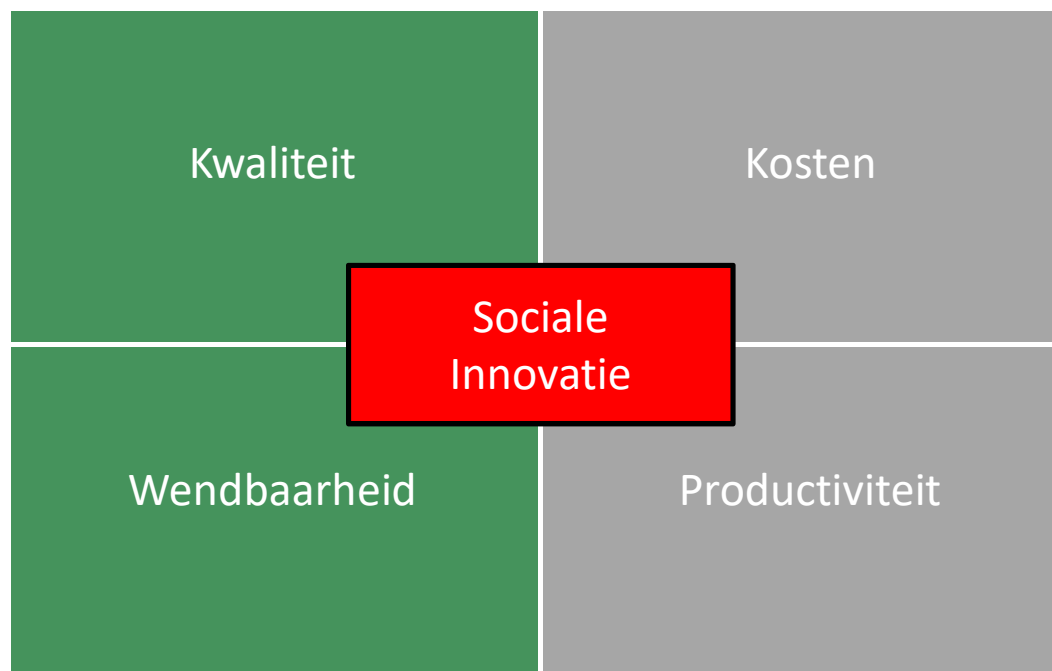 Kwaliteit
Kosten
Sociale
Innovatie
Wendbaarheid
Productiviteit